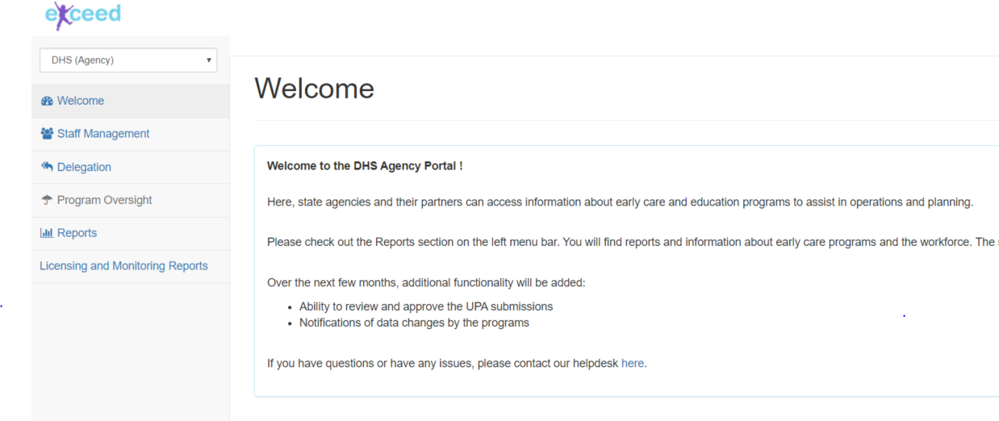 exceed
DHS (Agency)
Welcome
Staff Management
Delegation
Program Oversight
Reports
Licensing and Monitoring Reports
Welcome
Welcome to the DHS Agency Portal !
Here, state agencies and their partners can access information about early care and education programs to assist in operations and planning.
Please check out the Reports section on the left menu bar. You will find reports and information about early care programs and the workforce. The
Over the next few months, additional functionality will be added:
• Ability to review and approve the UPA submissions
• Notifications of data changes by the programs
If you have questions or have any issues, please contact our helpdesk here.